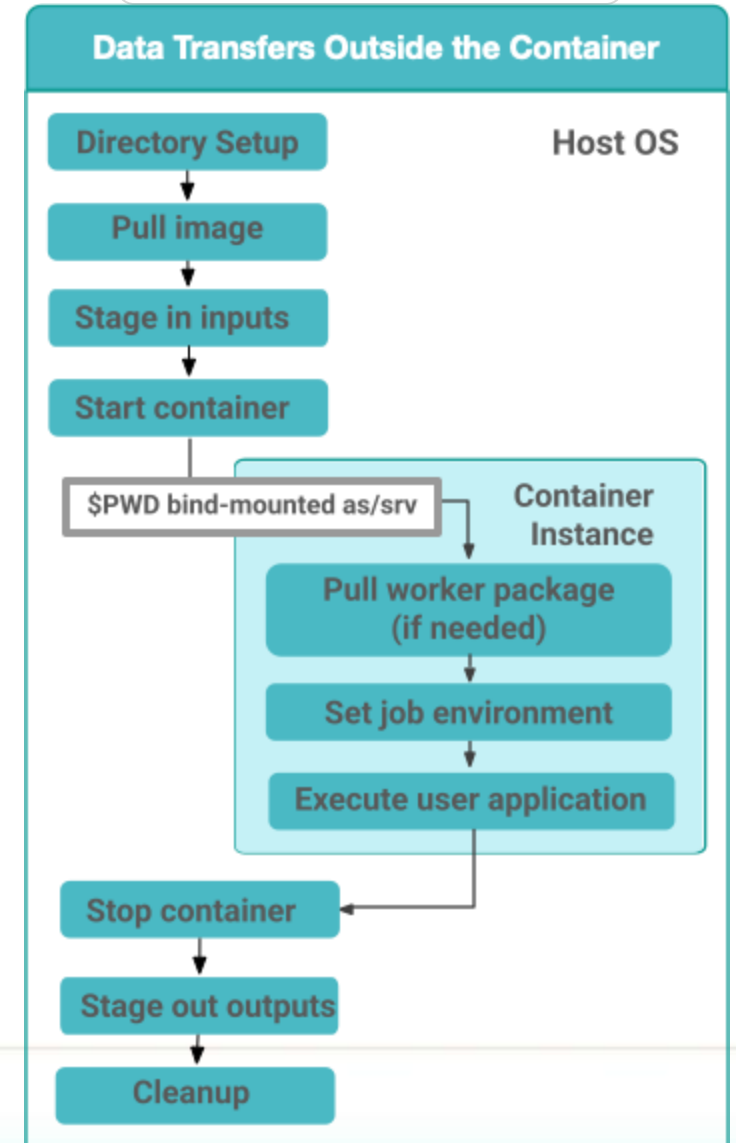 Data Transfers Outside the Container
Host OS
Directory Setup
Pull image
Stage in inputs
Start container
$PWD bind-mounted as/srv
Container
Instance
Pull worker package
(if needed)
Set job environment
Execute user application
Stop container
Stage out outputs
Cleanup